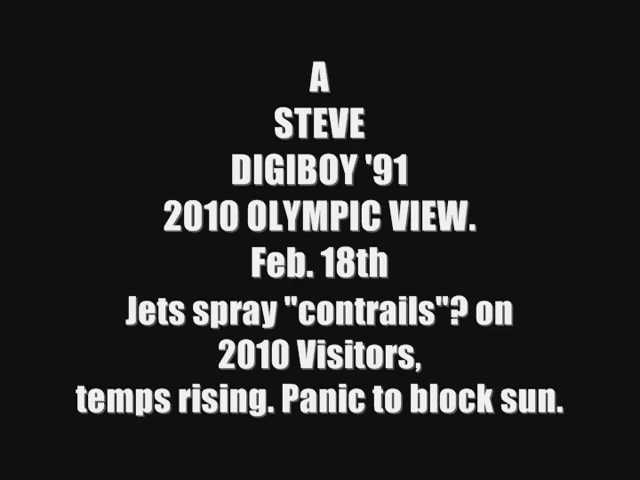 A
STEVE
DIGIBOY '91
2010 OLYMPIC VIEW.
Feb. 18th
Jets spray "contrails"? on
2010 Visitors,
temps rising. Panic to block sun.